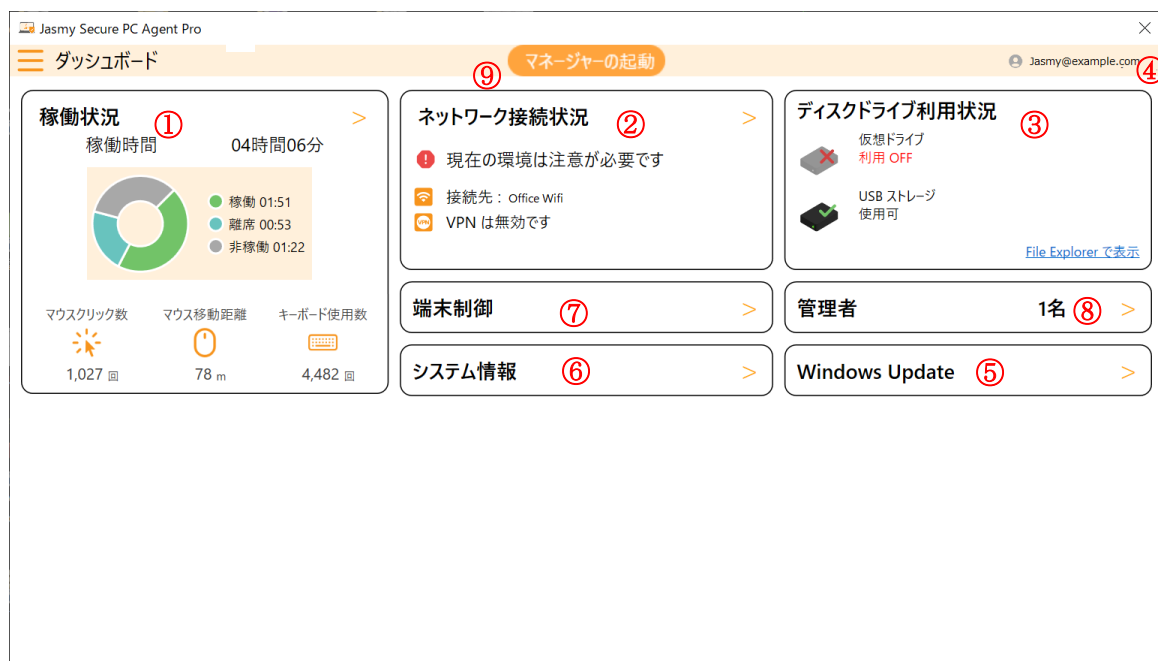 Jasmy Secure PC Agent Pro
ダッシュボード
マネージャーの起動
⑨
Jasmy@example.com
④
稼働状況
①
稼働時間 04時間06分
稼働 01:51
離席 00:53
非稼働 01:22
マウスクリック数 マウス移動距離 キーボード使用数
1,027 回 78 m 4,482 回
ネットワーク接続状況
②
現在の環境は注意が必要です
接続先： Office Wifi
VPN
VPN は無効です
ディスクドライブ利用状況
③
仮想ドライブ
利用 OFF
USB ストレージ
使用可
File Explorer で表示
端末制御 ⑦ >
管理者 1名 ⑧ >
システム情報 ⑥ >
Windows Update ⑤ >